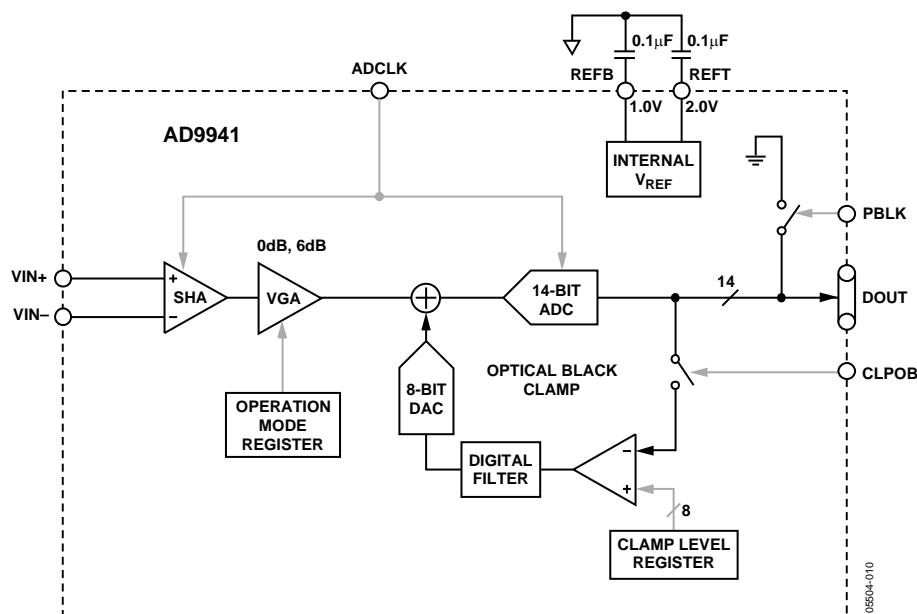 0.1μF
0.1μF
ADCLK
REFB
REFT
1.0V
2.0V
AD9941
INTERNAL
VREF
PBLK
0dB, 6dB
VIN+
+
SHA
VGA
14-BIT
ADC
14
DOUT
VIN–
–
CLPOB
8-BIT
DAC
OPTICAL BLACK
CLAMP
OPERATION
MODE
REGISTER
DIGITAL
FILTER
–
+
8
CLAMP LEVEL
REGISTER
05504-010